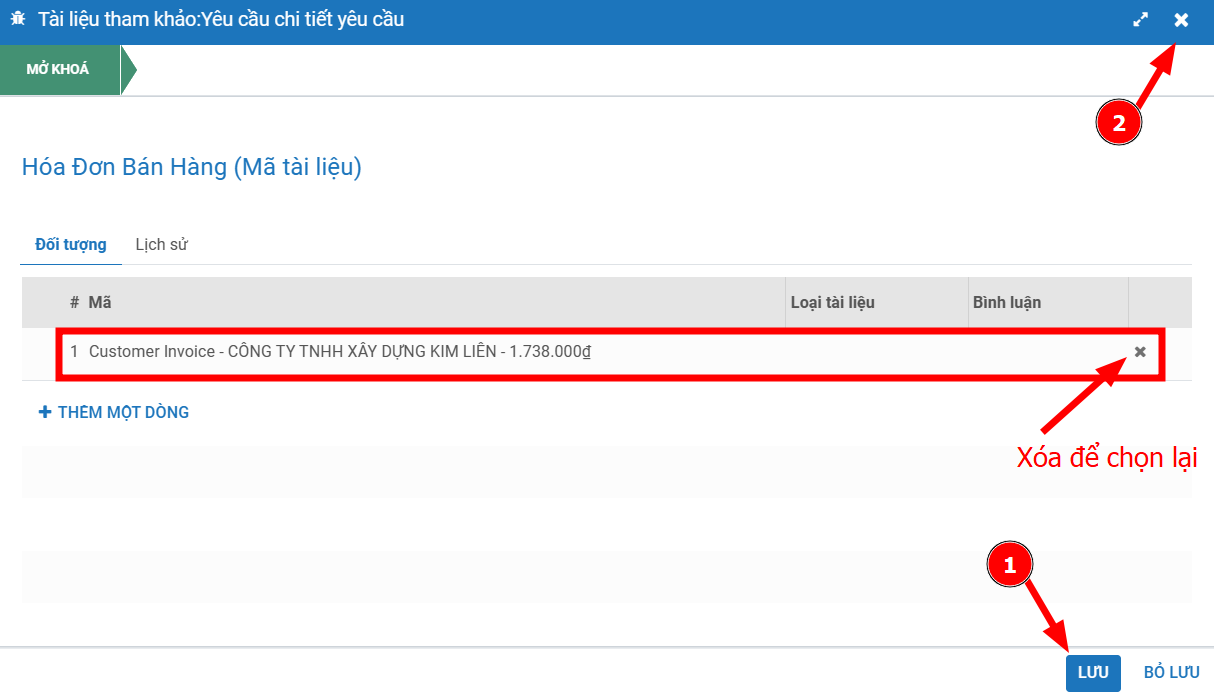 Tài liệu tham khảo:Yêu cầu chi tiết yêu cầu
MỞ KHOÁ
2
Hóa Đơn Bán Hàng (Mã tài liệu)
Đối tượng Lịch sử
# Mã Loại tài liệu Bình luận
1 Customer Invoice - CÔNG TY TNHH XÂY DỰNG KIM LIÊN - 1.738.000₫
THÊM MỘT DÒNG
Xóa để chọn lại
1
LƯU BỎ LƯU